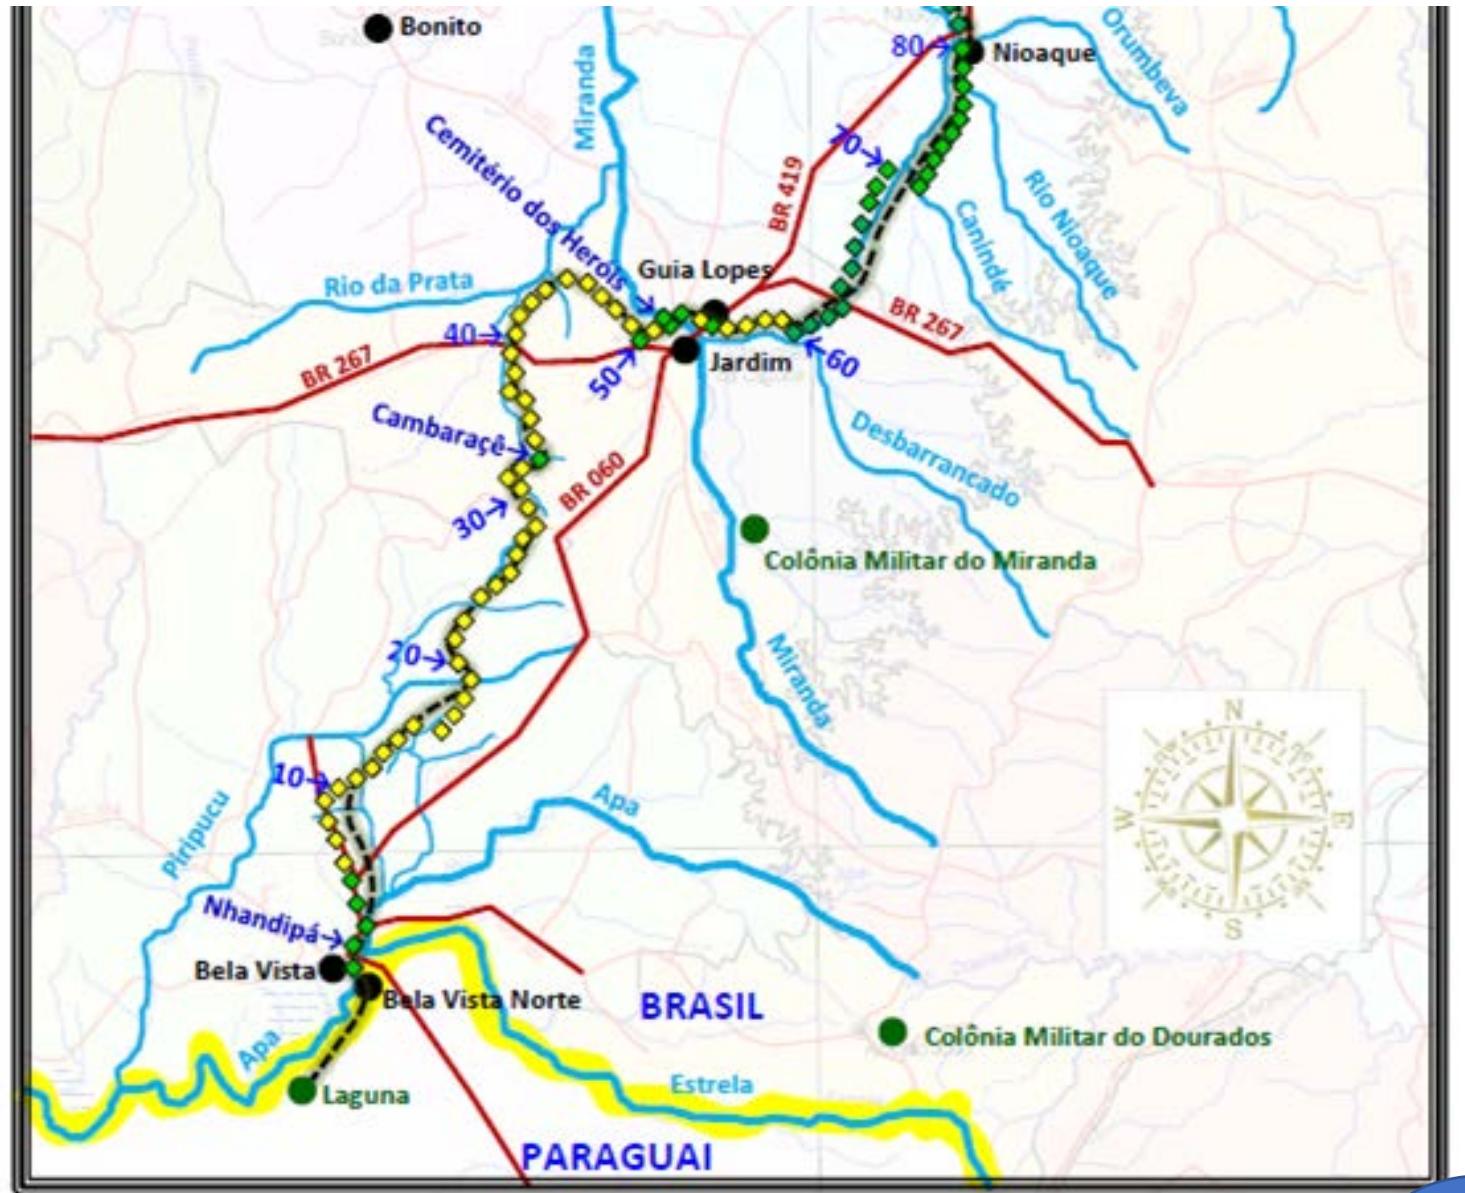 Bonito
Orumbeva
80→
Nioaque
Miranda
Cemitério dos Heroís
70→
BR 419
Rio Nioaque
Canindé
Guia Lopes
Rio da Prata
40→
BR 267
BR 267
50→
Jardim
←60
Cambaraçê→
Desbarrancado
BR 060
30→
Colônia Militar do Miranda
20→
Miranda
N
W
E
S
10→
Apa
Piripucu
Nhandipá→
Bela Vista
Bela Vista Norte
BRASIL
Colônia Militar do Dourados
Apa
Estrela
Laguna
PARAGUAI